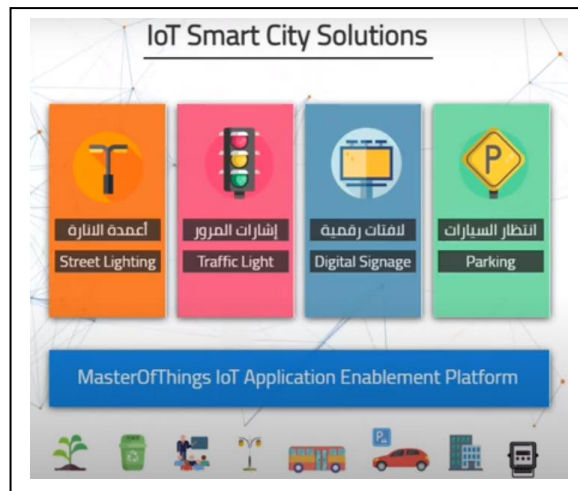 IoT Smart City Solutions
أعمدة الانارة
Street Lighting
إشارات المرور
Traffic Light
لافتات رقمية
Digital Signage
P
انتظار السيارات
Parking
MasterOfThings IoT Application Enablement Platform
P